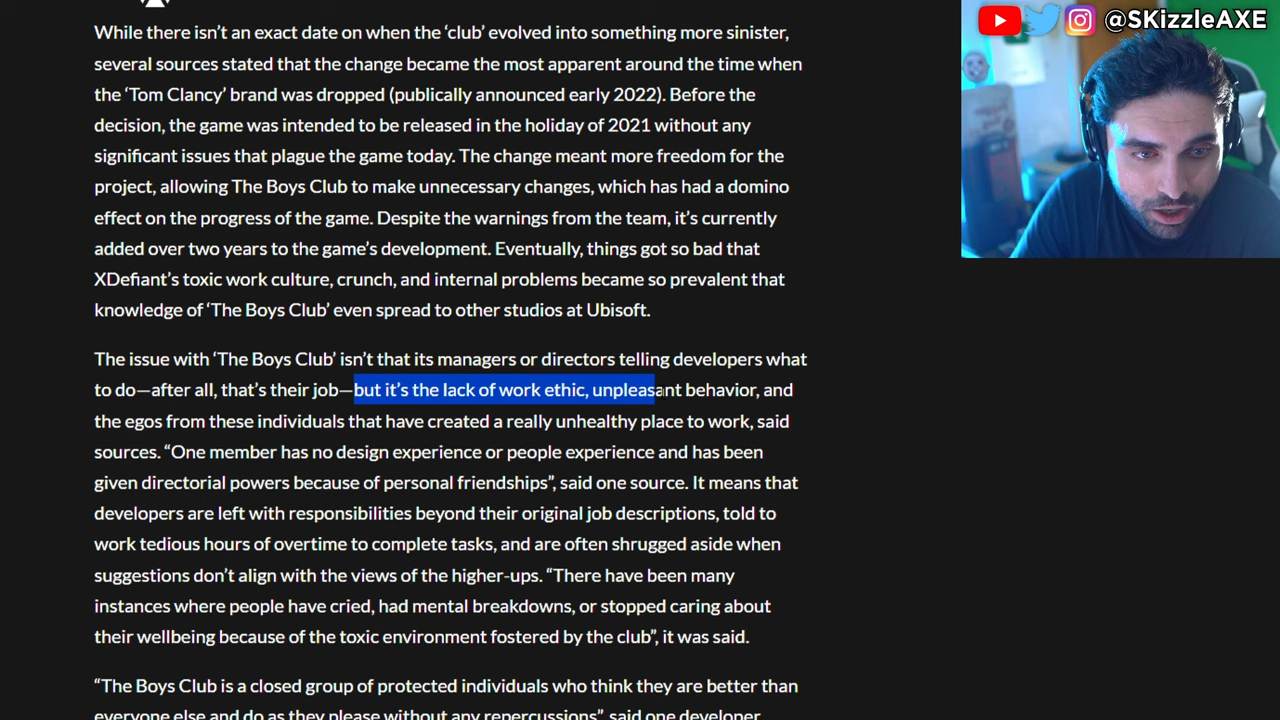 @SKizzleAXE
While there isn’t an exact date on when the ‘club’ evolved into something more sinister,
several sources stated that the change became the most apparent around the time when
the ‘Tom Clancy’ brand was dropped (publically announced early 2022). Before the
decision, the game was intended to be released in the holiday of 2021 without any
significant issues that plague the game today. The change meant more freedom for the
project, allowing The Boys Club to make unnecessary changes, which has had a domino
effect on the progress of the game. Despite the warnings from the team, it’s currently
added over two years to the game’s development. Eventually, things got so bad that
XDefiant’s toxic work culture, crunch, and internal problems became so prevalent that
knowledge of ‘The Boys Club’ even spread to other studios at Ubisoft.
The issue with ‘The Boys Club’ isn’t that its managers or directors telling developers what
to do—after all, that’s their job—but it’s the lack of work ethic, unpleasant behavior, and
the egos from these individuals that have created a really unhealthy place to work, said
sources. “One member has no design experience or people experience and has been
given directorial powers because of personal friendships”, said one source. It means that
developers are left with responsibilities beyond their original job descriptions, told to
work tedious hours of overtime to complete tasks, and are often shrugged aside when
suggestions don’t align with the views of the higher-ups. “There have been many
instances where people have cried, had mental breakdowns, or stopped caring about
their wellbeing because of the toxic environment fostered by the club”, it was said.
“The Boys Club is a closed group of protected individuals who think they are better than
everyone else and do as they please without any repercussions”, said one developer